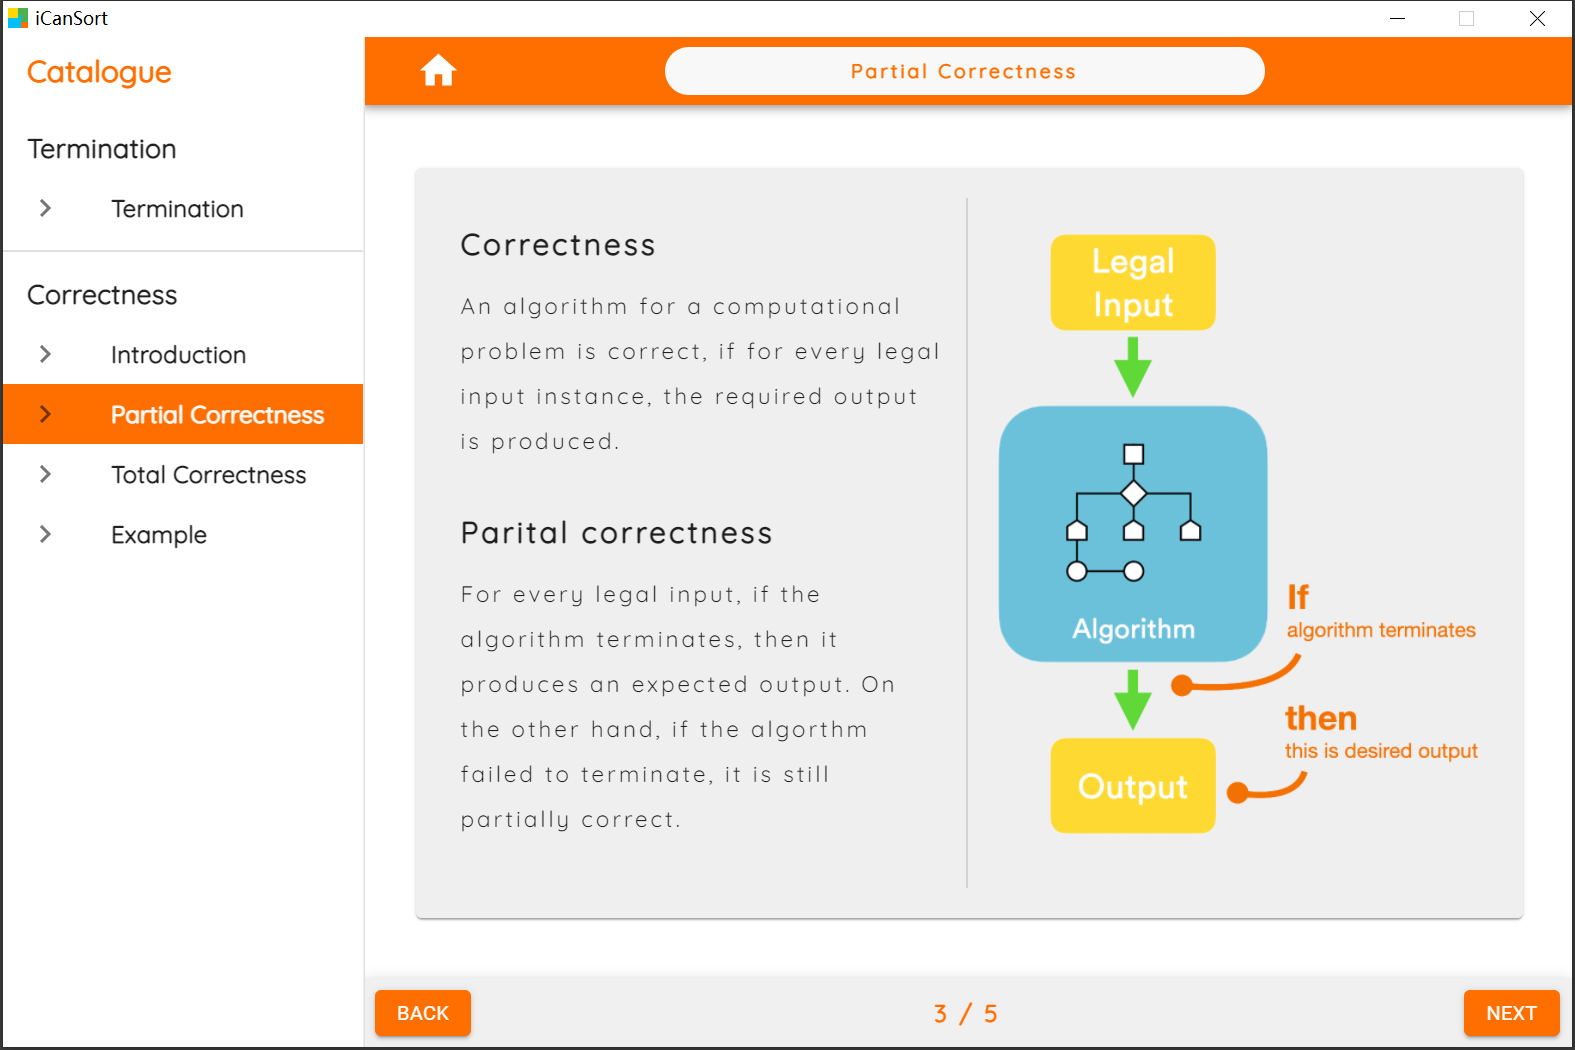 iCanSort
Catalogue
Termination
Termination
Correctness
Introduction
Partial Correctness
Total Correctness
Example
Partial Correctness
Correctness
An algorithm for a computational
problem is correct, if for every legal
input instance, the required output
is produced.
Parital correctness
For every legal input, if the
algorithm terminates, then it
produces an expected output. On
the other hand, if the algorthm
failed to terminate, it is still
partially correct.
Legal
Input
Algorithm
If
algorithm terminates
then
this is desired output
Output
BACK
3 / 5
NEXT